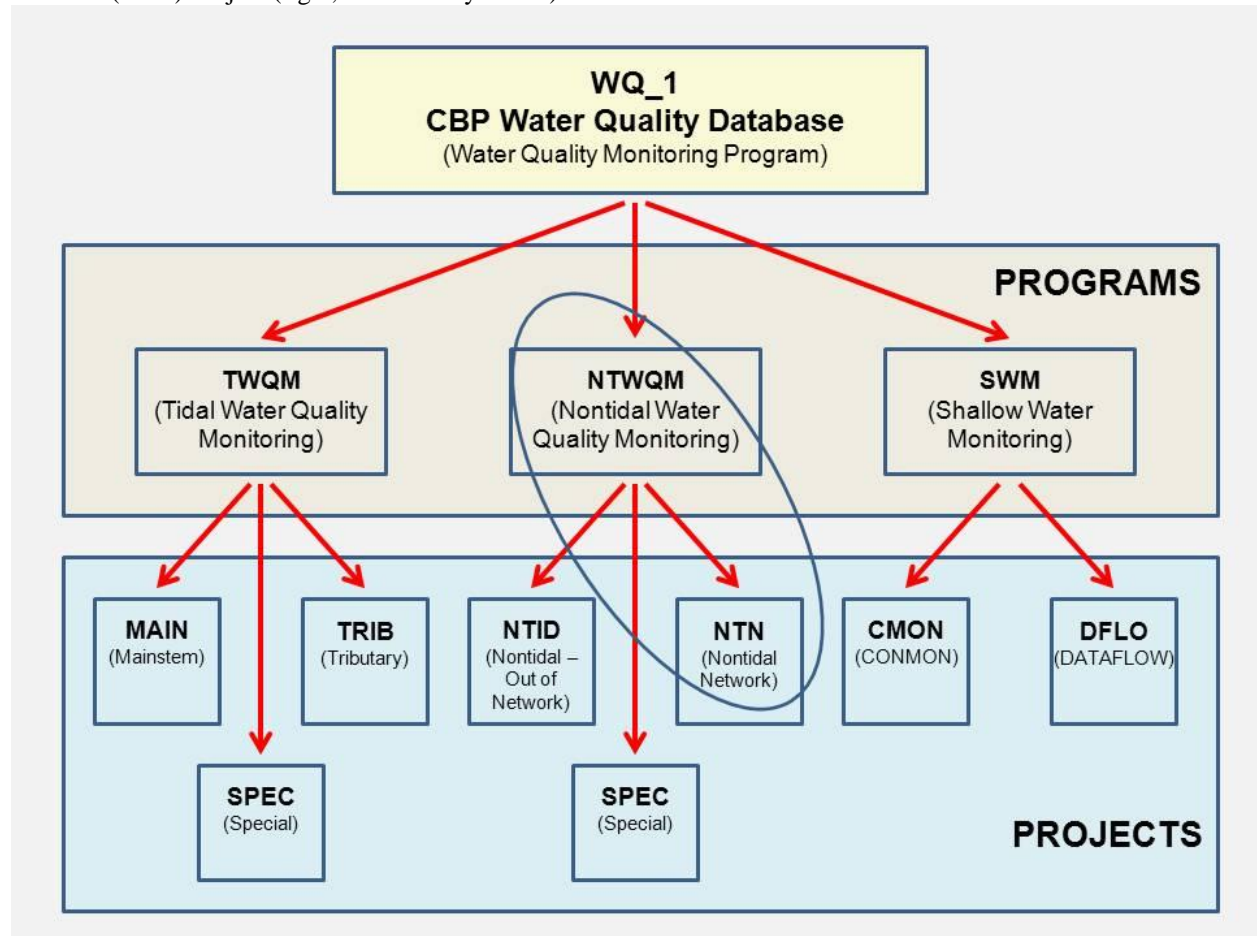 WQ_1
CBP Water Quality Database
(Water Quality Monitoring Program)
PROGRAMS
TWQM
(Tidal Water Quality
Monitoring)
NTWQM
(Nontidal Water
Quality Monitoring)
SWM
(Shallow Water
Monitoring)
MAIN
(Mainstem)
TRIB
(Tributary)
NTID
(Nontidal –
Out of
Network)
NTN
(Nontidal
Network)
CMON
(CONMON)
DFLO
(DATAFLOW)
SPEC
(Special)
SPEC
(Special)
PROJECTS